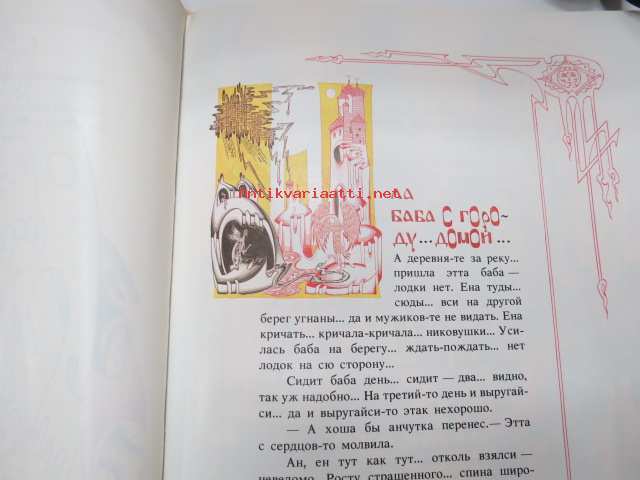 Antikvariaatti.net
Шла
баба с горо-
ду... домой...
А деревня-те за реку...
пришла этта баба —
лодки нет. Ена туды...
сюды... вси на другой
берег угнаны... да и мужиков-те не видать. Ена
кричать... кричала-кричала... никовушки... Уси-
лась баба на берегу... ждать-пождать... нет
лодок на сю сторону...
Сидит баба день... сидит — два... видно,
так уж надобно... На третий-то день и выругай-
си... да и выругайси-то этак нехорошо.
— А хоша бы анчутка перенес.— Этта
с сердцов-то молвила.
Ан, ен тут как тут... отколь взялси —
неведомо. Росту страшенного... спина широ-